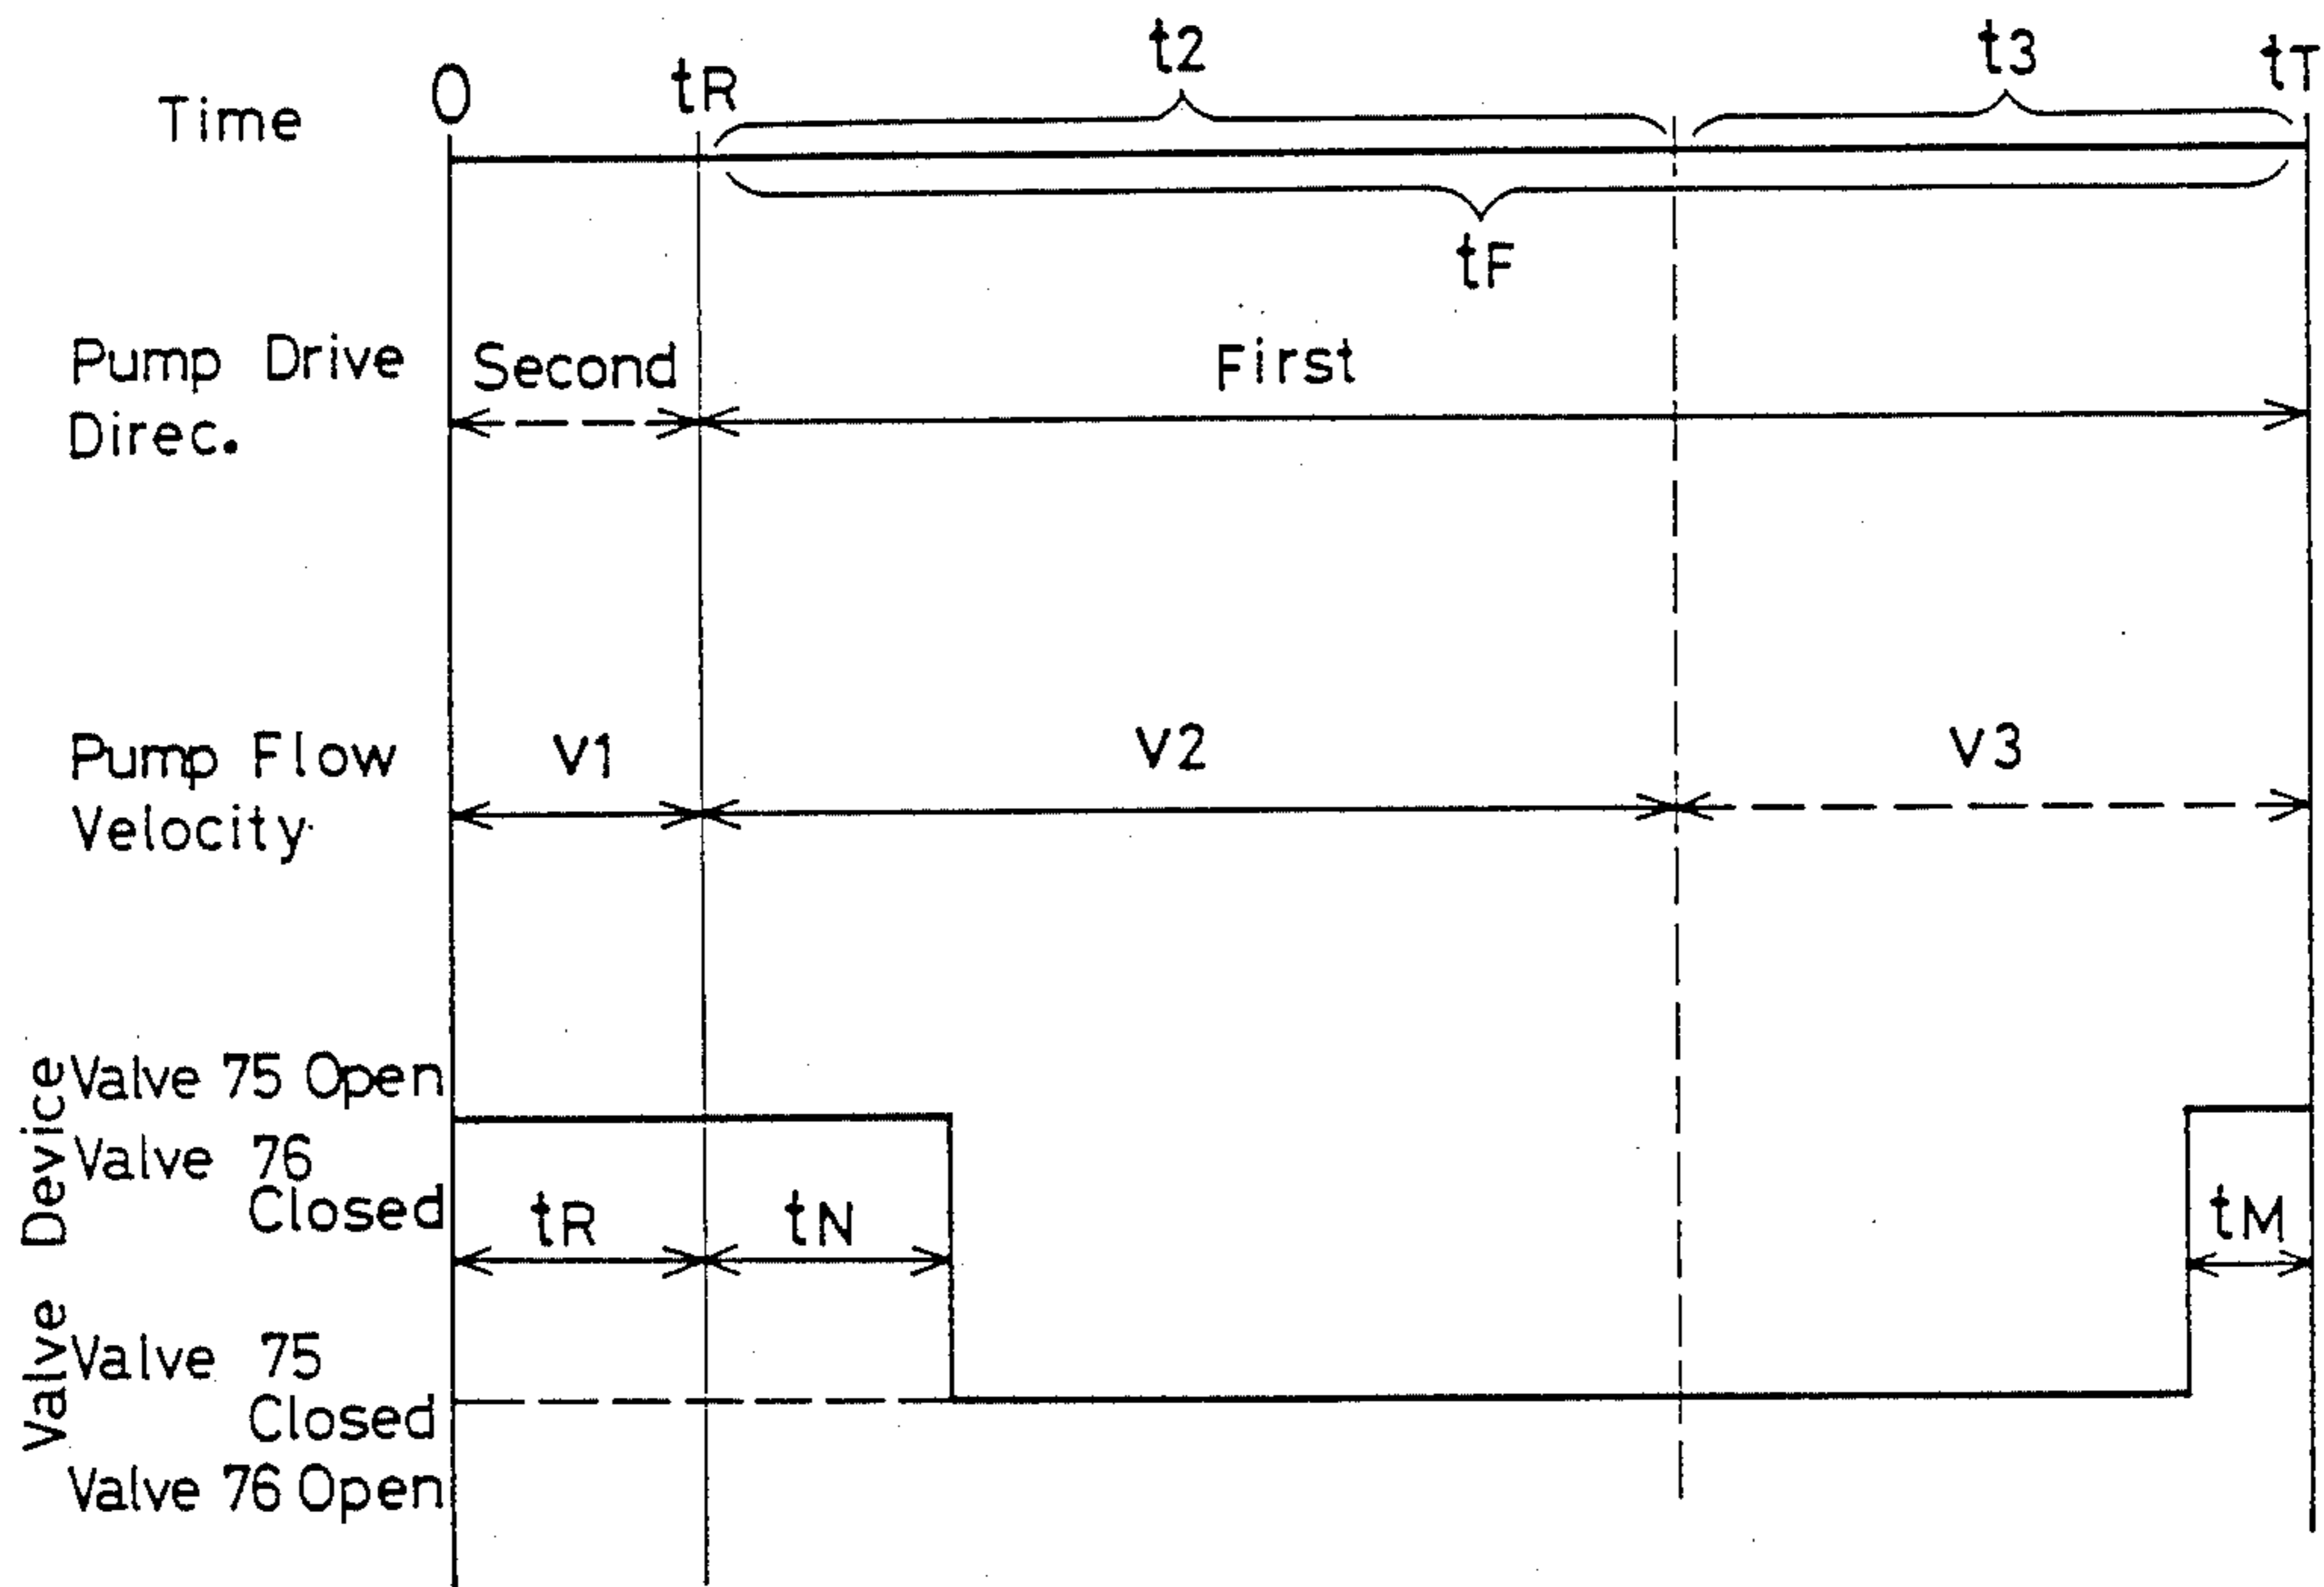 Time 0 tR t2 t3 tT
tF
Pump Drive Second First
Direc.
Pump Flow v1 v2 v3
Velocity
Valve Device
Valve 75 Open
Valve 76
Closed
tR tN tM
Valve 75
Closed
Valve 76 Open